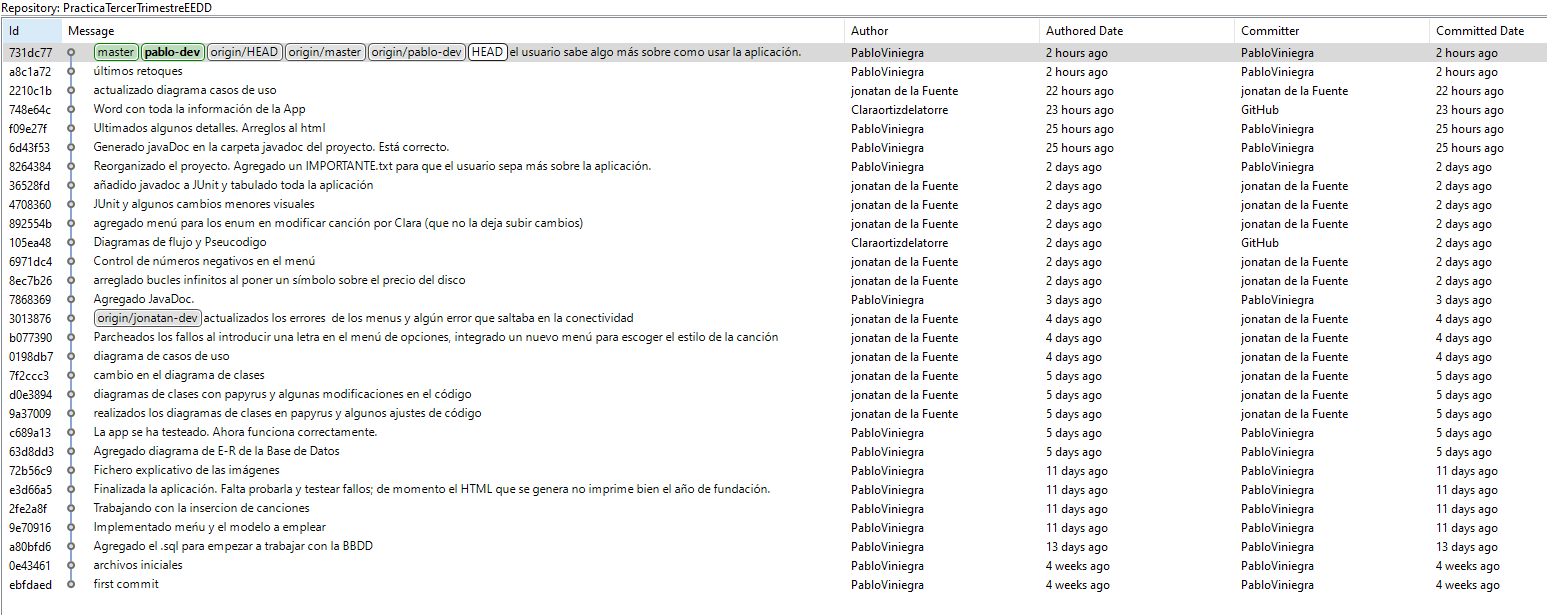 Repository: PracticaTercerTrimestreEEDD
Id Message Author Authored Date Committer Committed Date
731dc77 master pablo-dev origin/HEAD origin/master origin/pablo-dev HEAD el usuario sabe algo más sobre como usar la aplicación. PabloViniegra 2 hours ago PabloViniegra 2 hours ago
a8c1a72 últimos retoques PabloViniegra 2 hours ago PabloViniegra 2 hours ago
2210c1b actualizado diagrama casos de uso jonatan de la Fuente 22 hours ago jonatan de la Fuente 22 hours ago
748e64c Word con toda la información de la App Claraortizdelatorre 23 hours ago GitHub 23 hours ago
f09e27f Ultimados algunos detalles. Arreglos al html PabloViniegra 25 hours ago PabloViniegra 25 hours ago
6d43f53 Generado javaDoc en la carpeta javadoc del proyecto. Está correcto. PabloViniegra 25 hours ago PabloViniegra 25 hours ago
8264384 Reorganizado el proyecto. Agregado un IMPORTANTE.txt para que el usuario sepa más sobre la aplicación. PabloViniegra 2 days ago PabloViniegra 2 days ago
36528fd añadido javadoc a JUnit y tabulado toda la aplicación jonatan de la Fuente 2 days ago jonatan de la Fuente 2 days ago
4708360 JUnit y algunos cambios menores visuales jonatan de la Fuente 2 days ago jonatan de la Fuente 2 days ago
892554b agregado menú para los enum en modificar canción por Clara (que no la deja subir cambios) jonatan de la Fuente 2 days ago jonatan de la Fuente 2 days ago
105ea48 Diagramas de flujo y Pseucodigo Claraortizdelatorre 2 days ago GitHub 2 days ago
6971dc4 Control de números negativos en el menú jonatan de la Fuente 2 days ago jonatan de la Fuente 2 days ago
8ec7b26 arreglado bucles infinitos al poner un símbolo sobre el precio del disco jonatan de la Fuente 2 days ago jonatan de la Fuente 2 days ago
7868369 Agregado JavaDoc. PabloViniegra 3 days ago PabloViniegra 3 days ago
3013876 origin/jonatan-dev actualizados los errores de los menus y algún error que saltaba en la conectividad jonatan de la Fuente 4 days ago jonatan de la Fuente 4 days ago
b077390 Parcheados los fallos al introducir una letra en el menú de opciones, integrado un nuevo menú para escoger el estilo de la canción jonatan de la Fuente 4 days ago jonatan de la Fuente 4 days ago
0198db7 diagrama de casos de uso jonatan de la Fuente 4 days ago jonatan de la Fuente 4 days ago
7f2ccc3 cambio en el diagrama de clases jonatan de la Fuente 5 days ago jonatan de la Fuente 5 days ago
d0e3894 diagramas de clases con papyrus y algunas modificaciones en el código jonatan de la Fuente 5 days ago jonatan de la Fuente 5 days ago
9a37009 realizados los diagramas de clases en papyrus y algunos ajustes de código jonatan de la Fuente 5 days ago jonatan de la Fuente 5 days ago
c689a13 La app se ha testeado. Ahora funciona correctamente. PabloViniegra 5 days ago PabloViniegra 5 days ago
63d8dd3 Agregado diagrama de E-R de la Base de Datos PabloViniegra 5 days ago PabloViniegra 5 days ago
72b56c9 Fichero explicativo de las imágenes PabloViniegra 11 days ago PabloViniegra 11 days ago
e3d66a5 Finalizada la aplicación. Falta probarla y testear fallos; de momento el HTML que se genera no imprime bien el año de fundación. PabloViniegra 11 days ago PabloViniegra 11 days ago
2fe2a8f Trabajando con la insercion de canciones PabloViniegra 11 days ago PabloViniegra 11 days ago
9e70916 Implementado meńu y el modelo a emplear PabloViniegra 11 days ago PabloViniegra 11 days ago
a80bfd6 Agregado el .sql para empezar a trabajar con la BBDD PabloViniegra 13 days ago PabloViniegra 13 days ago
0e43461 archivos iniciales PabloViniegra 4 weeks ago PabloViniegra 4 weeks ago
ebfdaed first commit PabloViniegra 4 weeks ago PabloViniegra 4 weeks ago